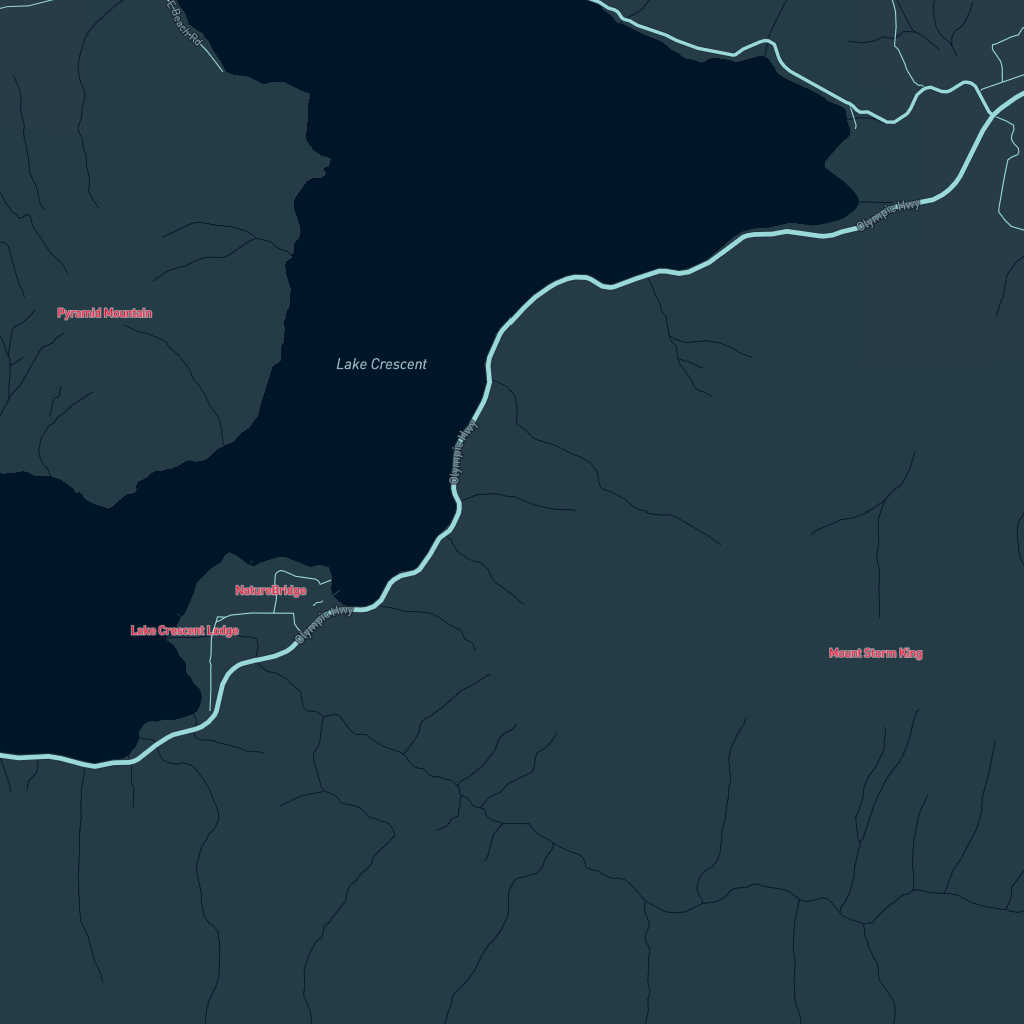 E Beach Rd
Olympic Hwy
Pyramid Mountain
Lake Crescent
Olympic Hwy
NatureBridge
Olympic Hwy
Lake Crescent Lodge
Mount Storm King